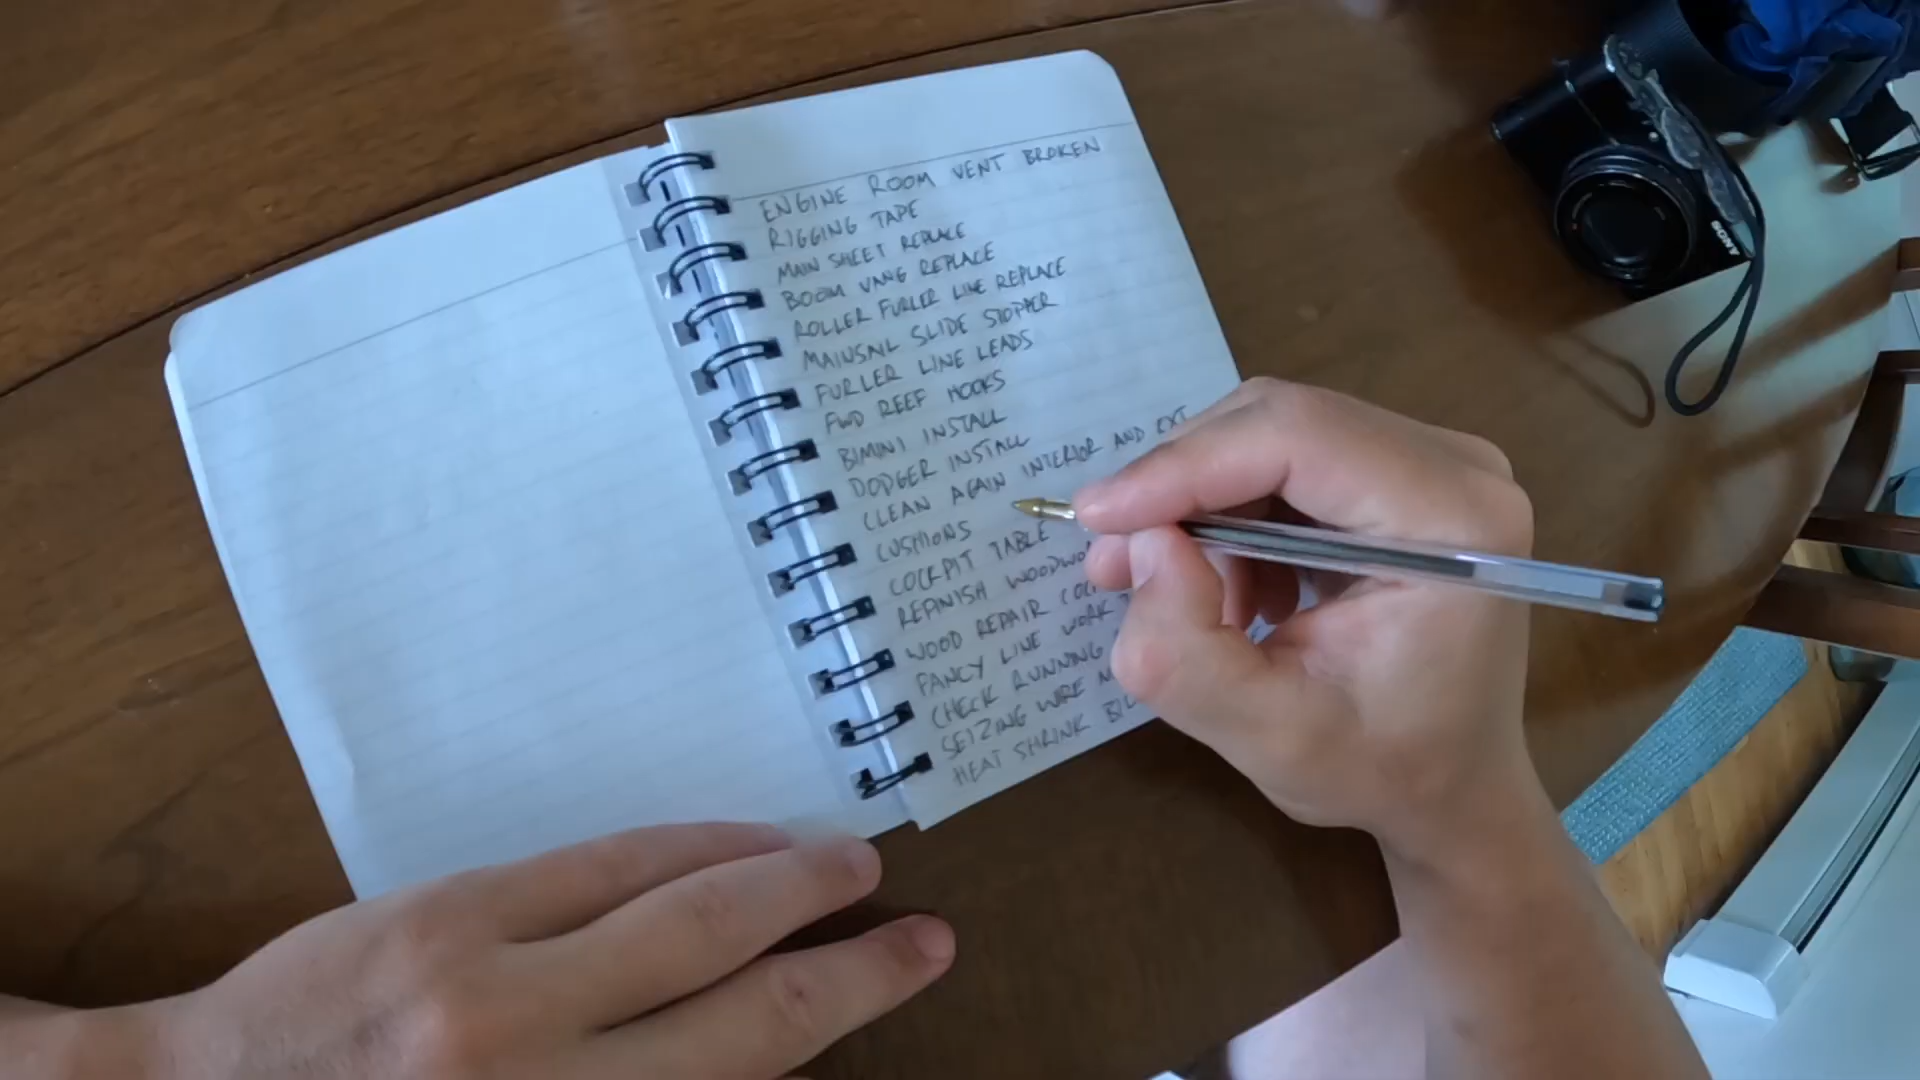 ENGINE ROOM VENT BROKEN
RIGGING TAPE
MAIN SHEET REPLACE
BOOM VANG REPLACE
ROLLER FURLER LINE REPLACE
MAINSAIL SLIDE STOPPER
FURLER LINE LEADS
FWD REEF HOOKS
BIMINI INSTALL
DODGER INSTALL
CLEAN AGAIN INTERIOR AND EXT
CUSHIONS
COCKPIT TABLE
REFINISH
WOOD REPAIR
FANCY LINE WORK
CHECK RUNNING
SEIZING WIRE
HEAT SHRINK
SONY